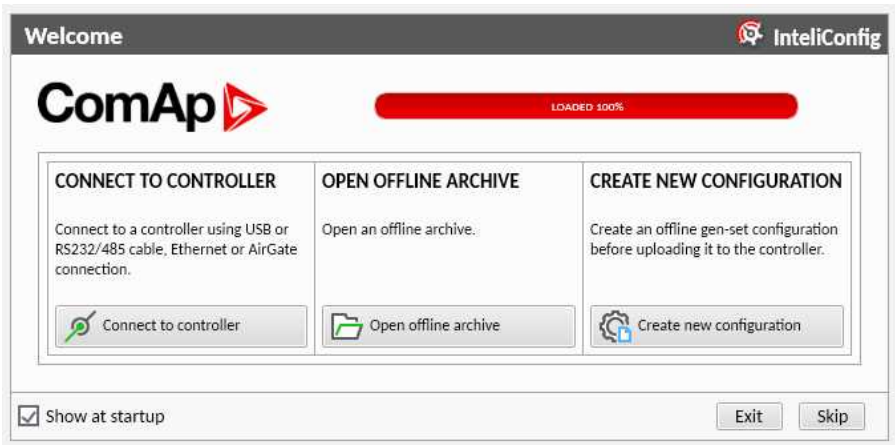 Welcome
InteliConfig
ComAp
LOADED 100%
CONNECT TO CONTROLLER
Connect to a controller using USB or
RS232/485 cable, Ethernet or AirGate
connection.
Connect to controller
OPEN OFFLINE ARCHIVE
Open an offline archive.
Open offline archive
CREATE NEW CONFIGURATION
Create an offline gen-set configuration
before uploading it to the controller.
Create new configuration
Show at startup
Exit
Skip